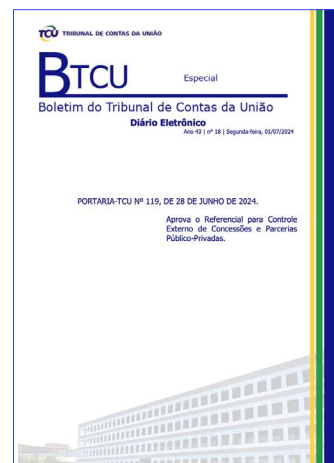 TCU TRIBUNAL DE CONTAS DA UNIÃO
BTCU
Especial
Boletim do Tribunal de Contas da União
Diário Eletrônico
Ano 43 | nº 18 | Segunda-feira, 01/07/2024
PORTARIA-TCU Nº 119, DE 28 DE JUNHO DE 2024.
Aprova o Referencial para Controle
Externo de Concessões e Parcerias
Público-Privadas.